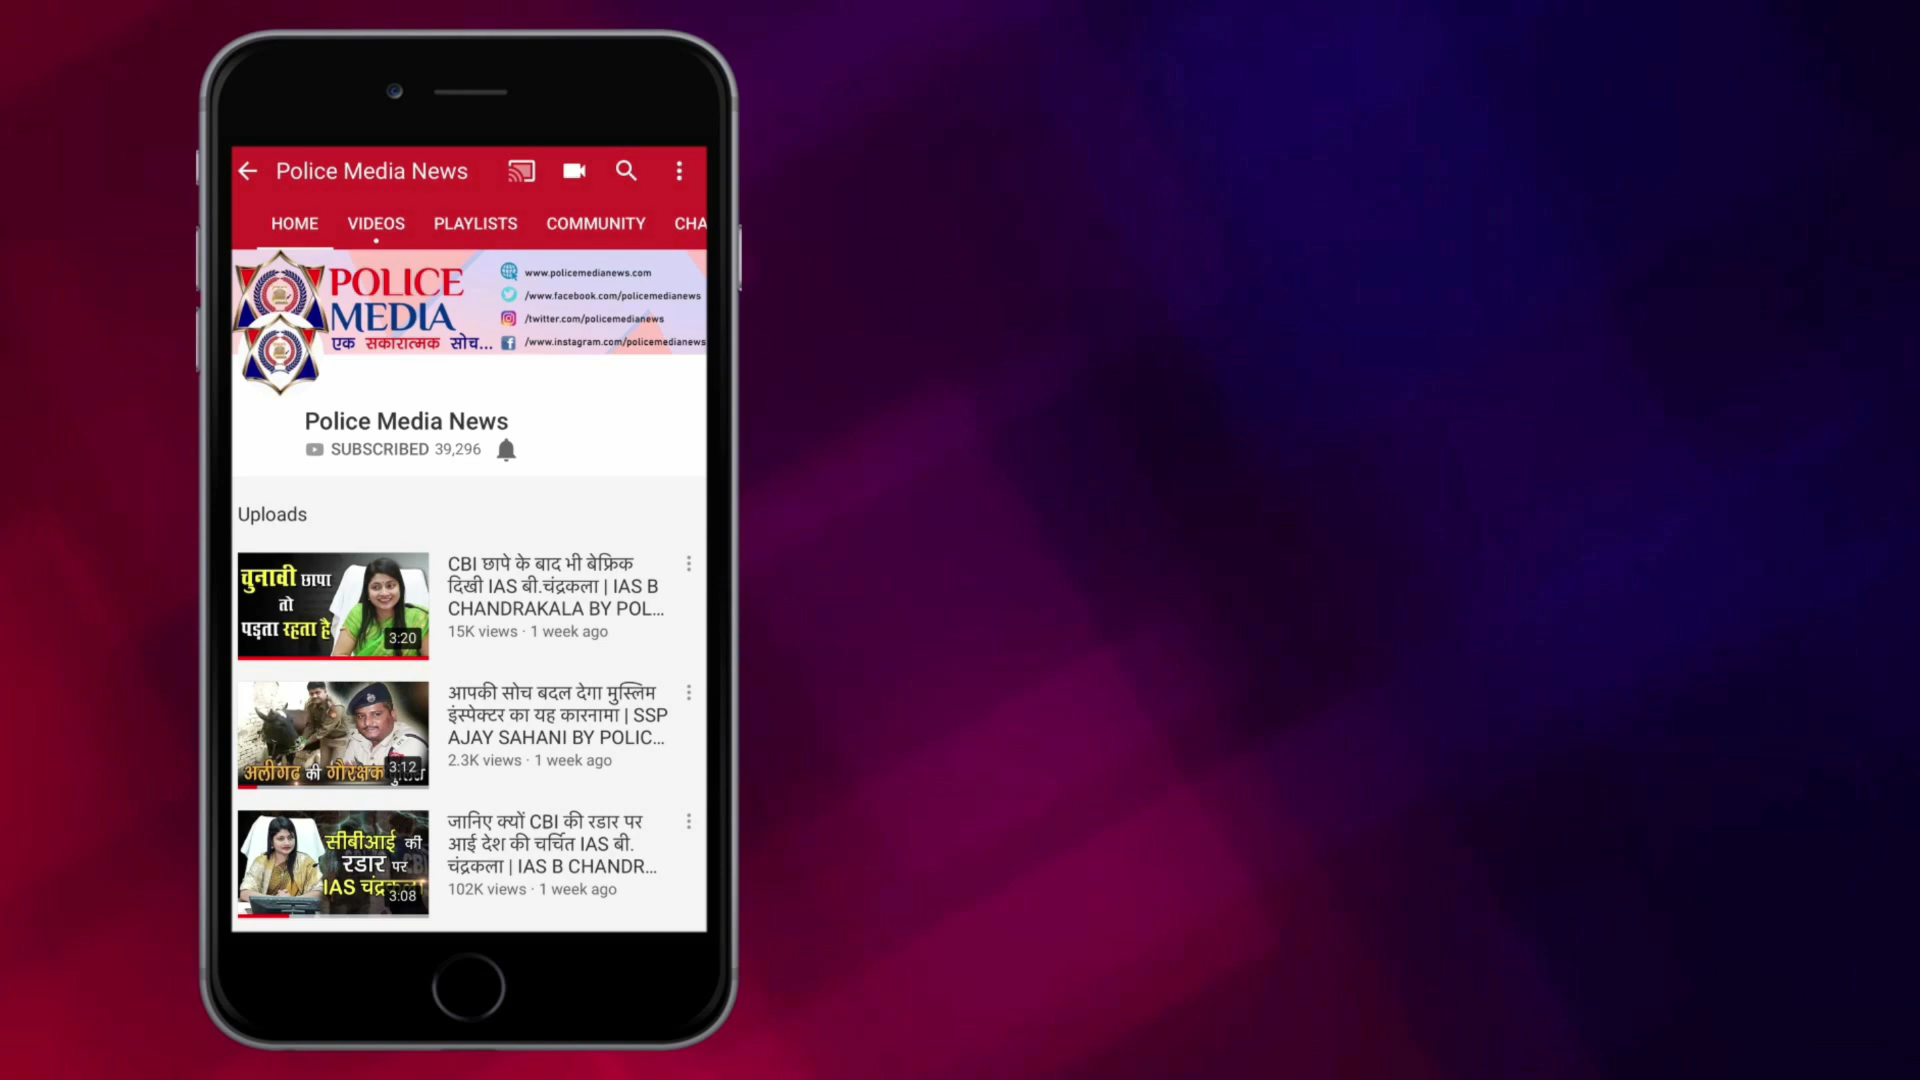 Police Media News
HOME VIDEOS PLAYLISTS COMMUNITY CHA
POLICE
MEDIA
एक सकारात्मक सोच...
www.policemedianews.com
/www.facebook.com/policemedianews
/twitter.com/policemedianews
/www.instagram.com/policemedianews
Police Media News
SUBSCRIBED 39,296
Uploads
चुनावी छापा
तो
पड़ता रहता है
3:20
CBI छापे के बाद भी बेफ्रिक
दिखी IAS बी.चंद्रकला | IAS B
CHANDRAKALA BY POL...
15K views · 1 week ago
अलीगढ की गौरक्षक
3:12
आपकी सोच बदल देगा मुस्लिम
इंस्पेक्टर का यह कारनामा | SSP
AJAY SAHANI BY POLIC...
2.3K views · 1 week ago
सीबीआई की
रडार पर
IAS
3:08
जानिए क्यों CBI की रडार पर
आई देश की चर्चित IAS बी.
चंद्रकला | IAS B CHANDR...
102K views · 1 week ago